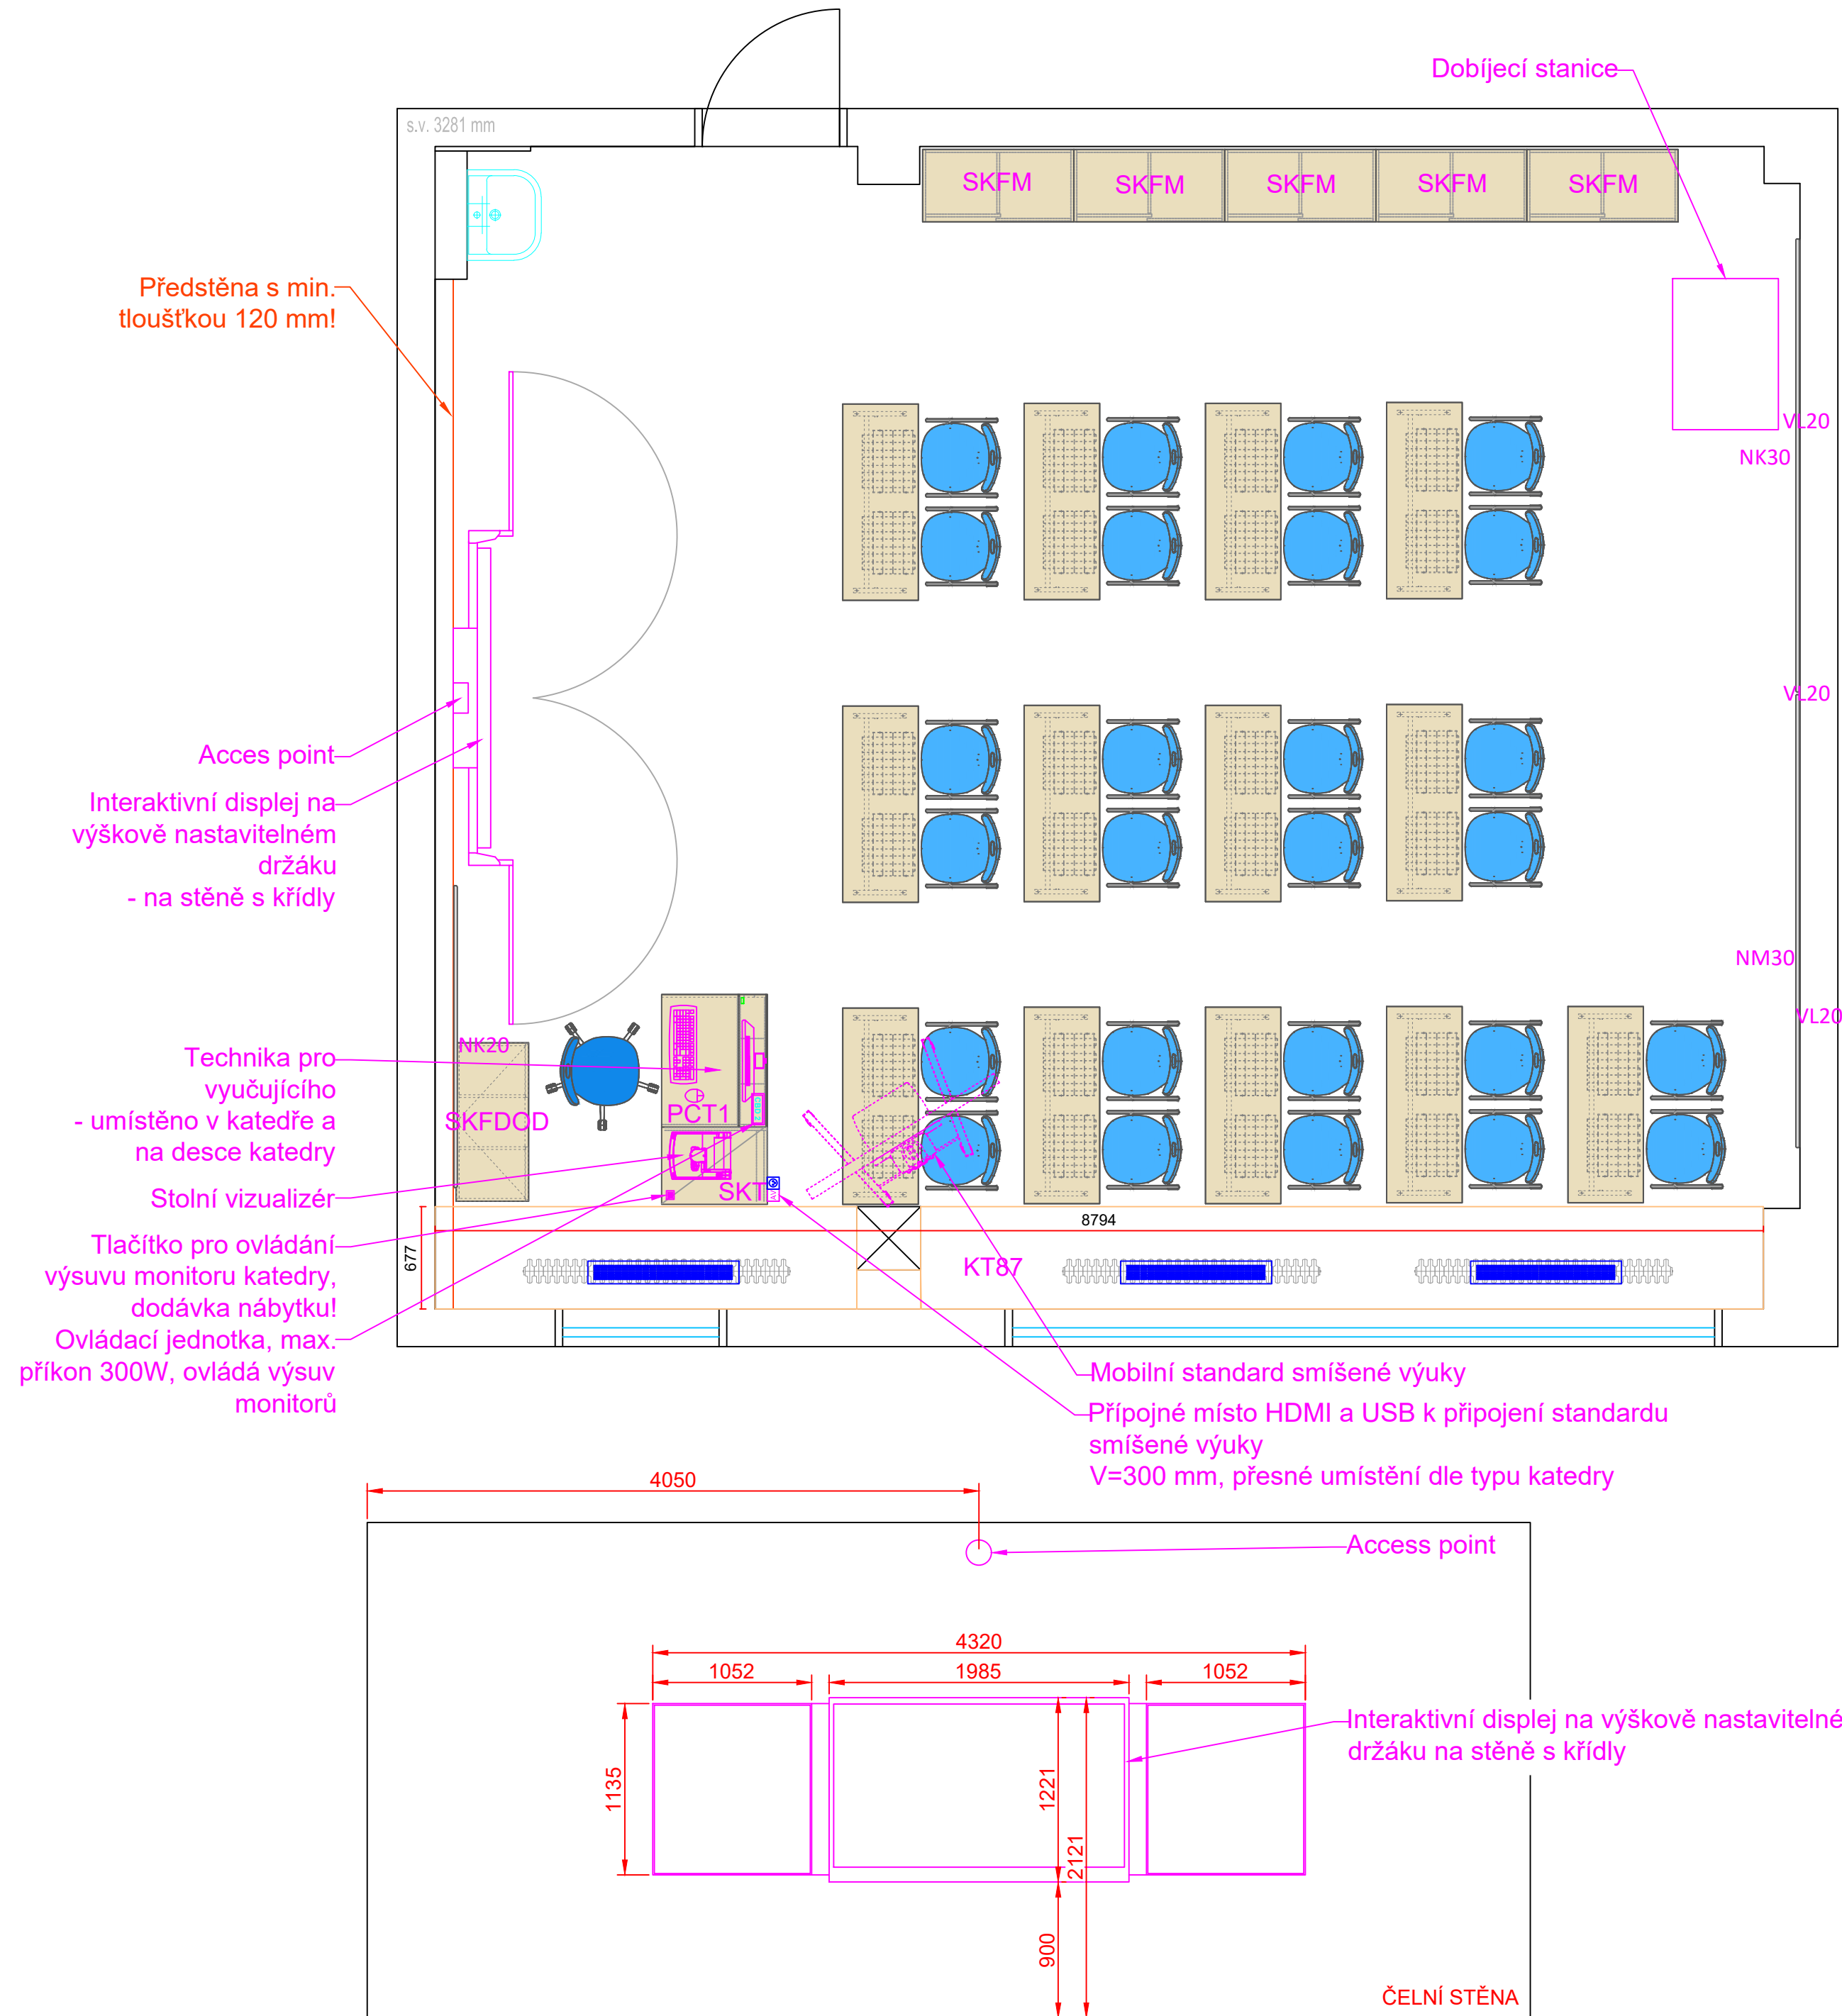 Dobíjecí stanice
s.v. 3281 mm
SKFM
SKFM
SKFM
SKFM
SKFM
Předstěna s min.
tloušťkou 120 mm!
VL20
NK30
VL20
Acces point
Interaktivní displej na
výškově nastavitelném
držáku
- na stěně s křídly
NM30
VL20
NK20
Technika pro
vyučujícího
- umístěno v katedře a
na desce katedry
PCT1
SKFDOD
Stolní vizualizér
SKT
AV
Tlačítko pro ovládání
výsuvu monitoru katedry,
dodávka nábytku!
8794
677
KT87
Ovládací jednotka, max.
příkon 300W, ovládá výsuv
monitorů
Mobilní standard smíšené výuky
Přípojné místo HDMI a USB k připojení standardu
smíšené výuky
V=300 mm, přesné umístění dle typu katedry
4050
Access point
4320
1052
1985
1052
Interaktivní displej na výškově nastavitelné
držáku na stěně s křídly
1135
1221
2121
900
ČELNÍ STĚNA